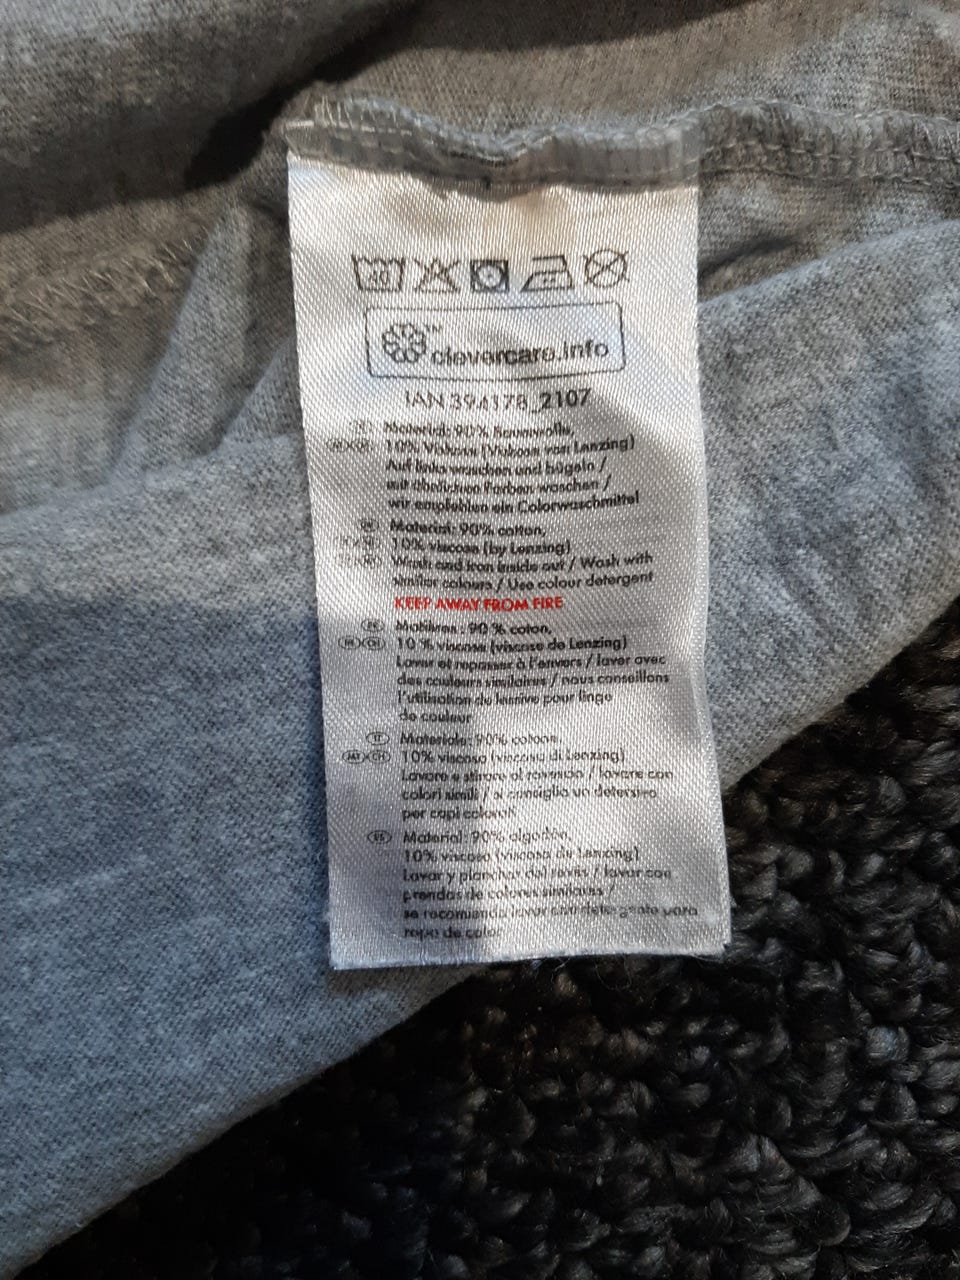 clevercare.info
IAN 394178_2107
Material: 90% Baumwolle,
10% Viskose (Viskose von Lenzing)
Auf links waschen und bügeln /
mit ähnlichen Farben waschen /
wir empfehlen ein Colorwaschmittel
Material: 90% cotton,
10% viscose (by Lenzing)
Wash and iron inside out / Wash with
similar colours / Use colour detergent
KEEP AWAY FROM FIRE
FR Matières : 90 % coton,
10 % viscose (viscose de Lenzing)
Laver et repasser à l'envers / laver avec
des couleurs similaires / nous conseillons
l'utilisation de lessive pour linge
de couleur
IT Materiale: 90% cotone,
10% viscosa (viscosa di Lenzing)
Lavare e stirare al rovescio / lavare con
colori simili / si consiglia un detersivo
per capi colorati
ES Material: 90% algodón,
10% viscosa (viscosa de Lenzing)
Lavar y planchar del revés / lavar con
prendas de colores similares /
se recomienda lavar con detergente para
ropa de color